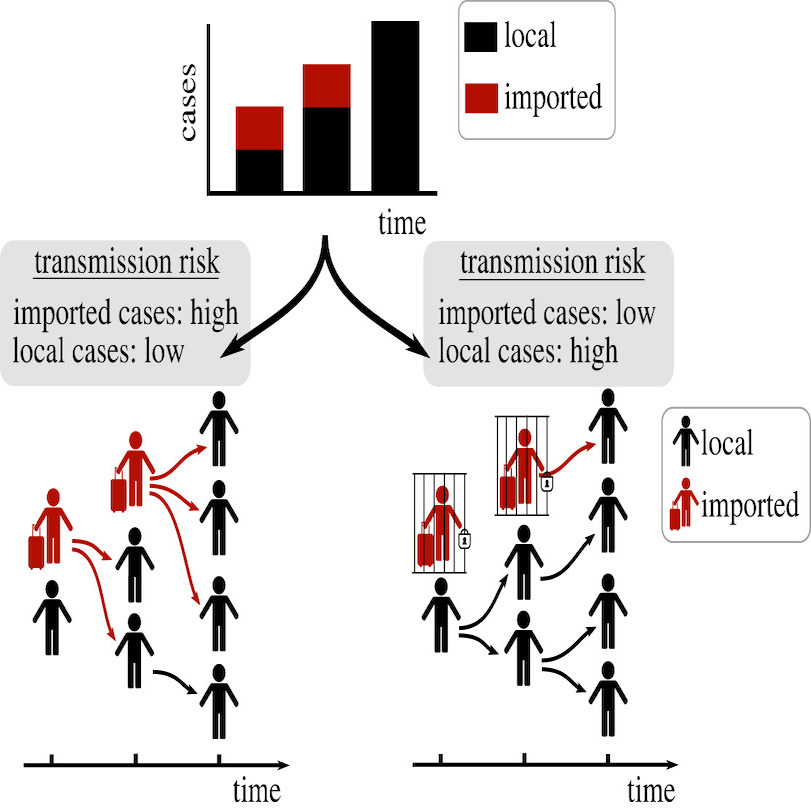 cases
local
imported
time
transmission risk
imported cases: high
local cases: low
transmission risk
imported cases: low
local cases: high
local
imported
time
time